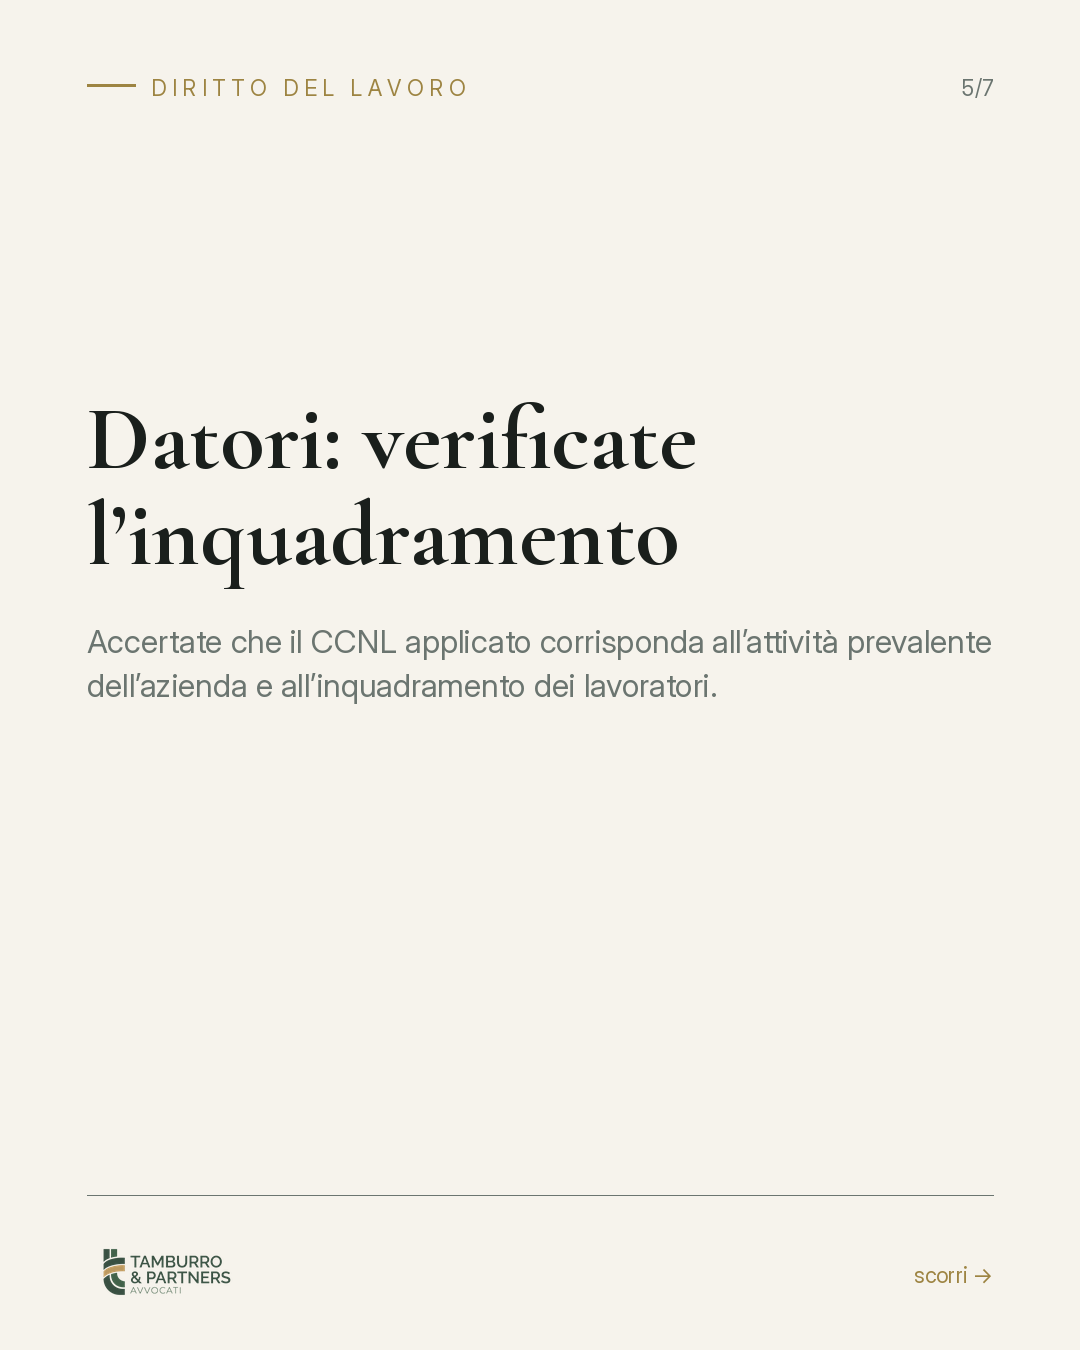 DIRITTO DEL LAVORO
5/7
Datori: verificate
l’inquadramento
Accertate che il CCNL applicato corrisponda all’attività prevalente
dell’azienda e all’inquadramento dei lavoratori.
TAMBURRO
& PARTNERS
AVVOCATI
scorri →